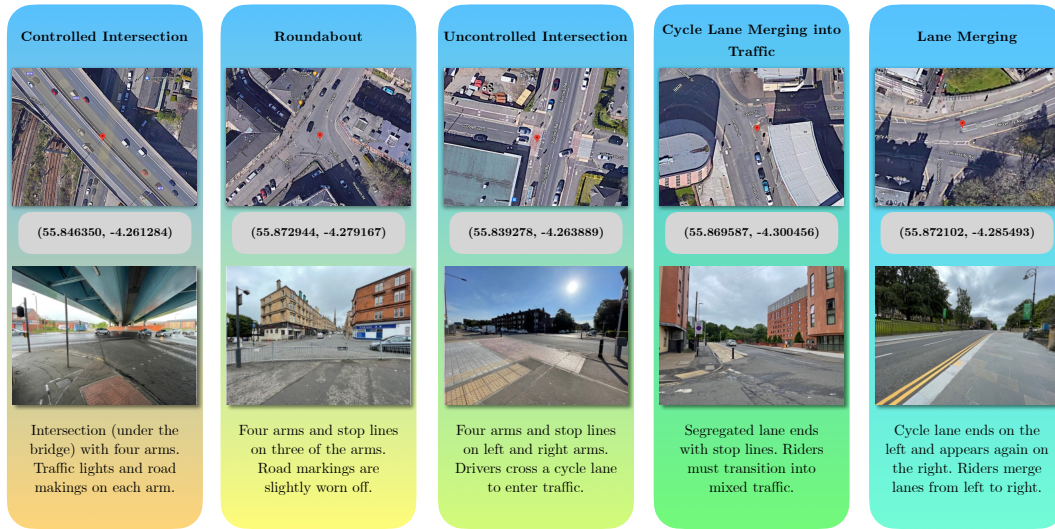 Controlled Intersection
(55.846350, -4.261284)
Intersection (under the
bridge) with four arms.
Traffic lights and road
makings on each arm.
Roundabout
(55.872944, -4.279167)
Four arms and stop lines
on three of the arms.
Road markings are
slightly worn off.
Uncontrolled Intersection
(55.839278, -4.263889)
Four arms and stop lines
on left and right arms.
Drivers cross a cycle lane
to enter traffic.
Cycle Lane Merging into
Traffic
(55.869587, -4.300456)
Segregated lane ends
with stop lines. Riders
must transition into
mixed traffic.
Lane Merging
(55.872102, -4.285493)
Cycle lane ends on the
left and appears again on
the right. Riders merge
lanes from left to right.